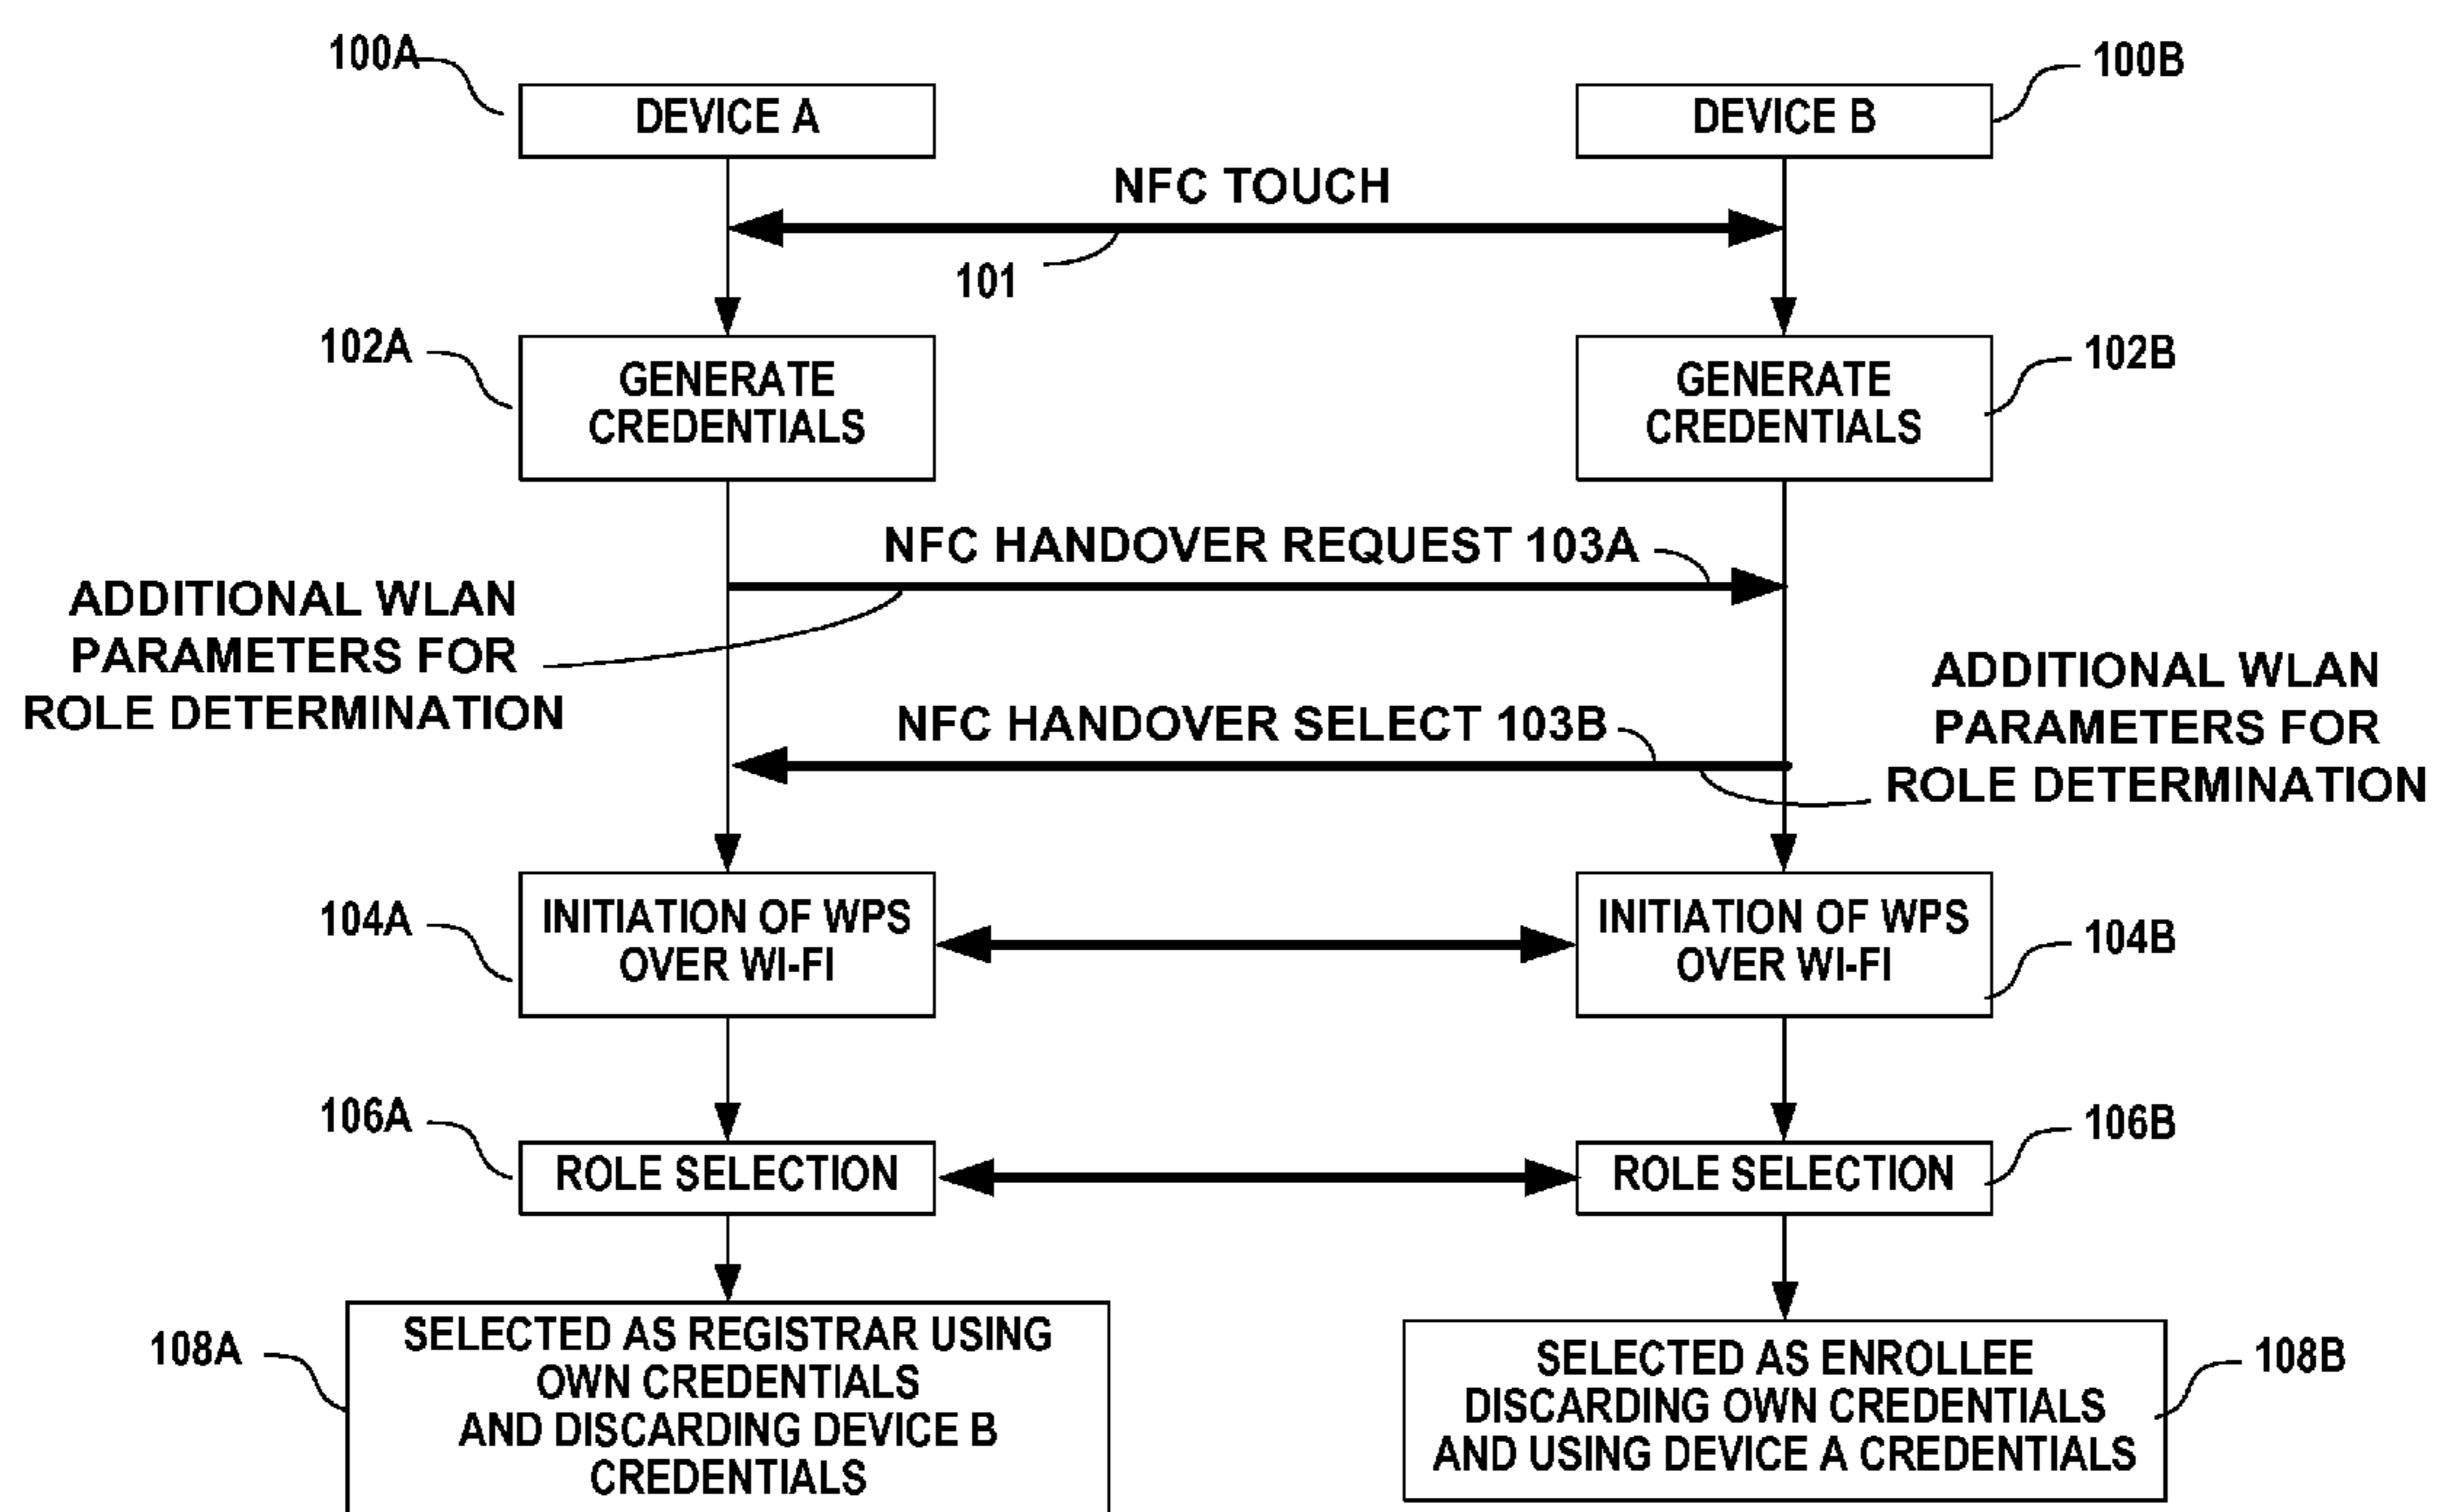 100A
DEVICE A
DEVICE B
100B
NFC TOUCH
101
102A
GENERATE
CREDENTIALS
GENERATE
CREDENTIALS
102B
NFC HANDOVER REQUEST 103A
ADDITIONAL WLAN
PARAMETERS FOR
ROLE DETERMINATION
NFC HANDOVER SELECT 103B
ADDITIONAL WLAN
PARAMETERS FOR
ROLE DETERMINATION
104A
INITIATION OF WPS
OVER WI-FI
INITIATION OF WPS
OVER WI-FI
104B
106A
ROLE SELECTION
ROLE SELECTION
106B
108A
SELECTED AS REGISTRAR USING
OWN CREDENTIALS
AND DISCARDING DEVICE B
CREDENTIALS
SELECTED AS ENROLLEE
DISCARDING OWN CREDENTIALS
AND USING DEVICE A CREDENTIALS
108B